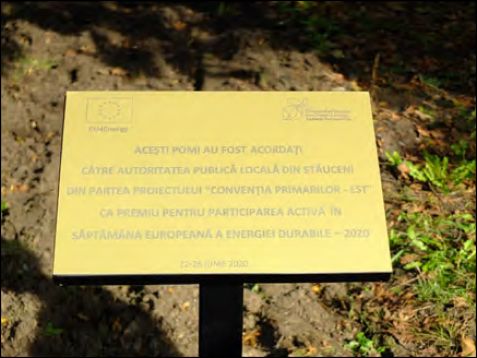 EU4Energy
ACEȘTI POMI AU FOST ACORDAȚI
CĂTRE AUTORITATEA PUBLICĂ LOCALĂ DIN STĂUCENI
DIN PARTEA PROIECTULUI "CONVENȚIA PRIMARILOR - EST"
CA PREMIU PENTRU PARTICIPAREA ACTIVĂ ÎN
SĂPTĂMÂNA EUROPEANĂ A ENERGIEI DURABILE – 2020
22-26 IUNIE 2020